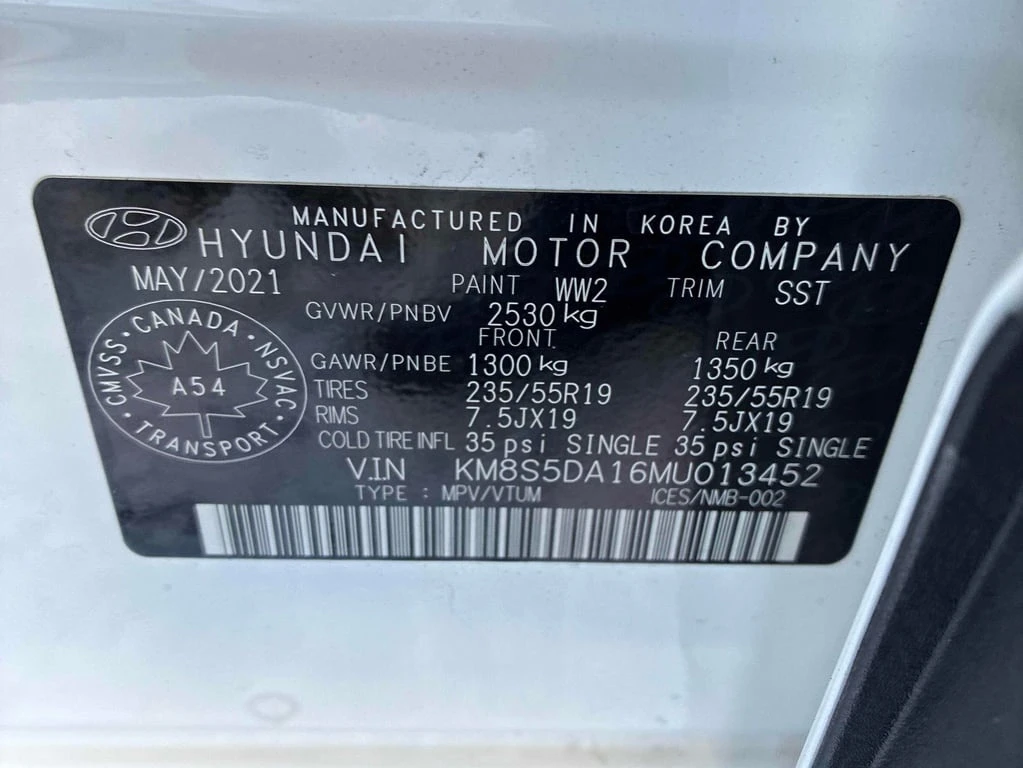 MANUFACTURED IN KOREA BY
HYUNDAI MOTOR COMPANY
MAY/2021 PAINT WW2 TRIM SST
GVWR/PNBV 2530 kg
FRONT REAR
GAWR/PNBE 1300 kg 1350 kg
TIRES 235/55R19 235/55R19
RIMS 7.5JX19 7.5JX19
COLD TIRE INFL 35 psi SINGLE 35 psi SINGLE
V.I.N KM8S5DA16MU013452
TYPE : MPV/VTUM ICES/NMB-002
CANADA
CMVSS • NSVAC
A54
TRANSPORT